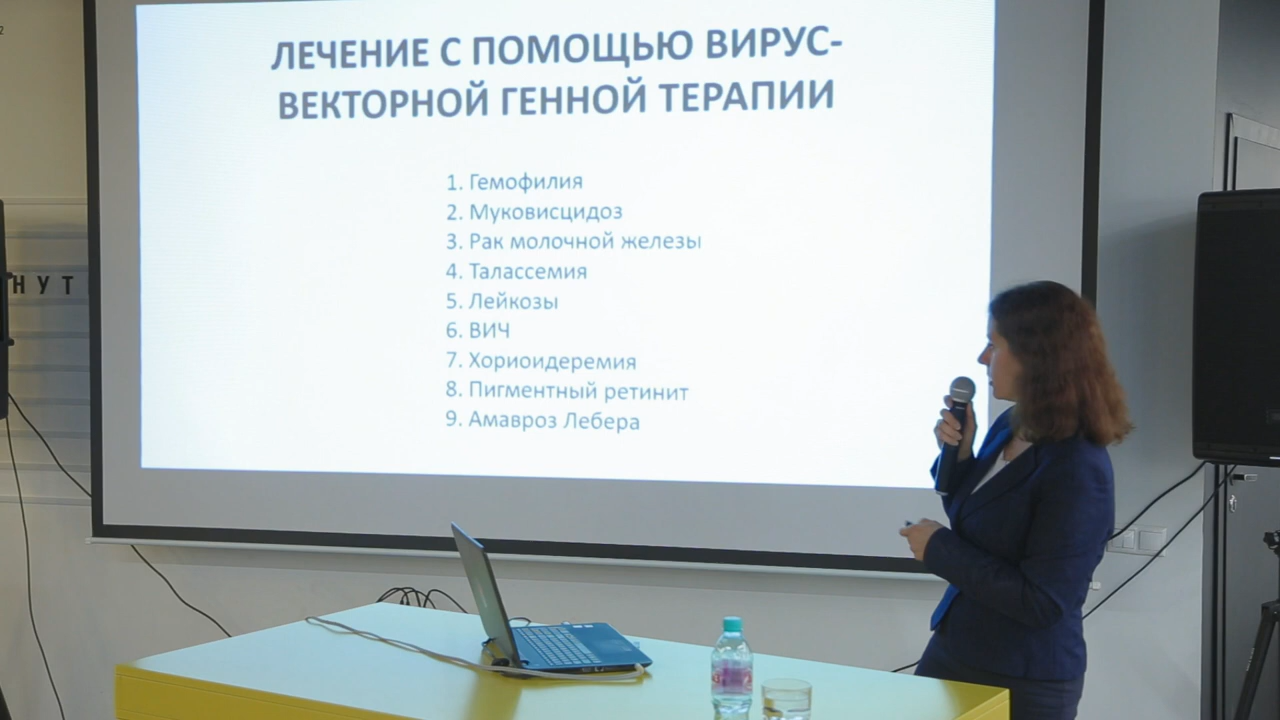 ЛЕЧЕНИЕ С ПОМОЩЬЮ ВИРУС-
ВЕКТОРНОЙ ГЕННОЙ ТЕРАПИИ
1. Гемофилия
2. Муковисцидоз
3. Рак молочной железы
4. Талассемия
5. Лейкозы
6. ВИЧ
7. Хориоидеремия
8. Пигментный ретинит
9. Амавроз Лебера
НУТ